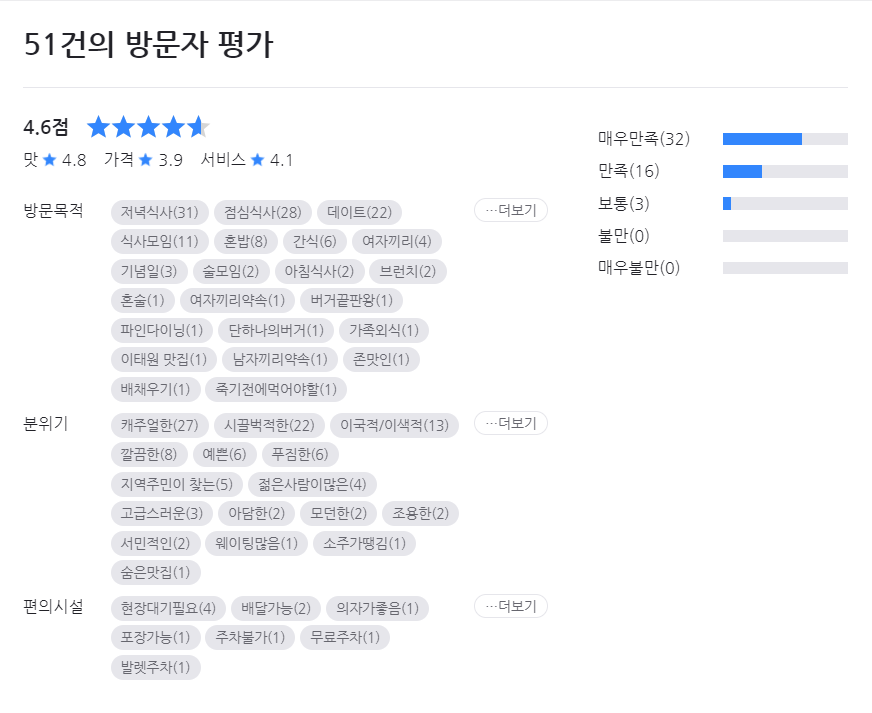 51건의 방문자 평가
4.6점
맛 4.8 가격 3.9 서비스 4.1
매우만족(32)
만족(16)
보통(3)
불만(0)
매우불만(0)
방문목적 저녁식사(31) 점심식사(28) 데이트(22) ···더보기
식사모임(11) 혼밥(8) 간식(6) 여자끼리(4)
기념일(3) 술모임(2) 아침식사(2) 브런치(2)
혼술(1) 여자끼리약속(1) 버거끝판왕(1)
파인다이닝(1) 단하나의버거(1) 가족외식(1)
이태원 맛집(1) 남자끼리약속(1) 존맛인(1)
배채우기(1) 죽기전에먹어야할(1)
분위기 캐주얼한(27) 시끌벅적한(22) 이국적/이색적(13) ···더보기
깔끔한(8) 예쁜(6) 푸짐한(6)
지역주민이 찾는(5) 젊은사람이많은(4)
고급스러운(3) 아담한(2) 모던한(2) 조용한(2)
서민적인(2) 웨이팅많음(1) 소주가땡김(1)
숨은맛집(1)
편의시설 현장대기필요(4) 배달가능(2) 의자가좋음(1) ···더보기
포장가능(1) 주차불가(1) 무료주차(1)
발렛주차(1)